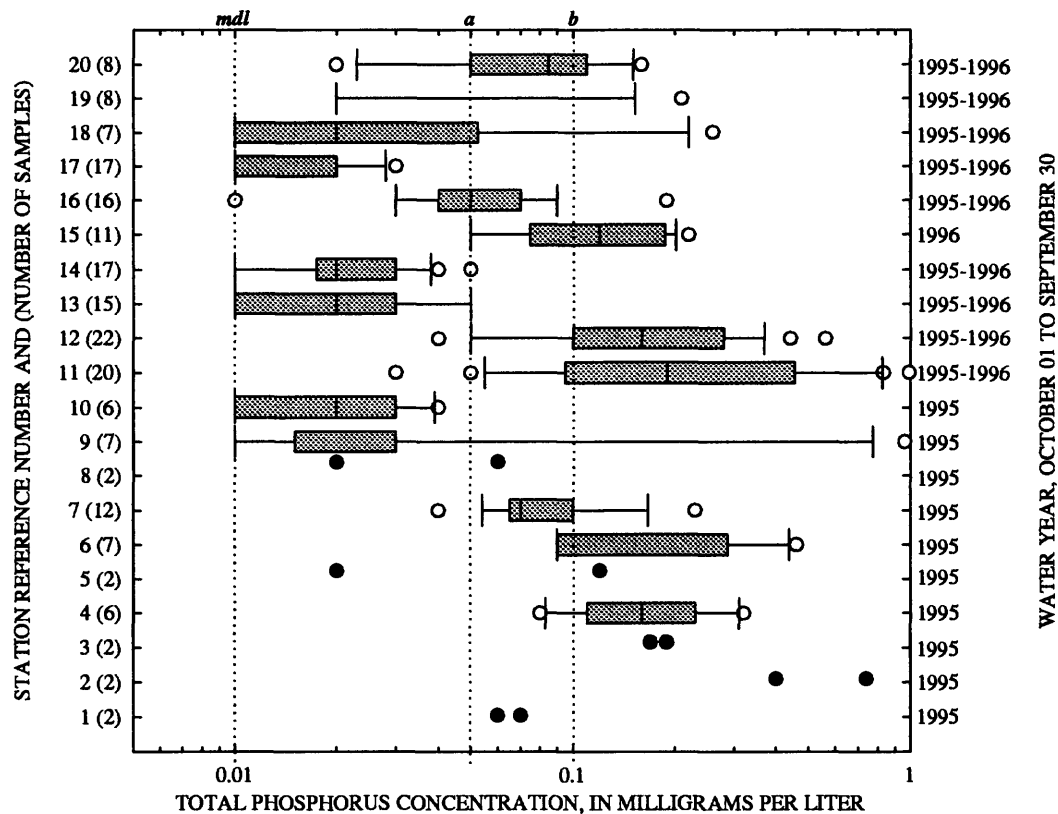 mdl a b
STATION REFERENCE NUMBER AND (NUMBER OF SAMPLES)
20 (8) 1995-1996
19 (8) 1995-1996
18 (7) 1995-1996
17 (17) 1995-1996
16 (16) 1995-1996
15 (11) 1996
14 (17) 1995-1996
13 (15) 1995-1996
12 (22) 1995-1996
11 (20) 1995-1996
10 (6) 1995
9 (7) 1995
8 (2) 1995
7 (12) 1995
6 (7) 1995
5 (2) 1995
4 (6) 1995
3 (2) 1995
2 (2) 1995
1 (2) 1995
WATER YEAR, OCTOBER 01 TO SEPTEMBER 30
0.01 0.1 1
TOTAL PHOSPHORUS CONCENTRATION, IN MILLIGRAMS PER LITER